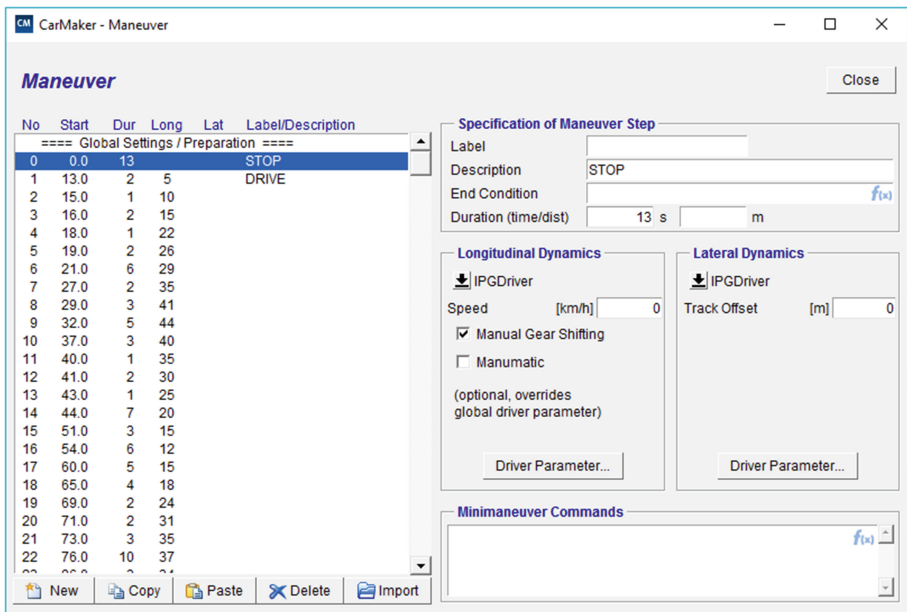 CM CarMaker - Maneuver
Maneuver
Close
No Start Dur Long Lat Label/Description
==== Global Settings / Preparation ====
0 0.0 13 STOP
1 13.0 2 5 DRIVE
2 15.0 1 10
3 16.0 2 15
4 18.0 1 22
5 19.0 2 26
6 21.0 6 29
7 27.0 2 35
8 29.0 3 41
9 32.0 5 44
10 37.0 3 40
11 40.0 1 35
12 41.0 2 30
13 43.0 1 25
14 44.0 7 20
15 51.0 3 15
16 54.0 6 12
17 60.0 5 15
18 65.0 4 18
19 69.0 2 24
20 71.0 2 31
21 73.0 3 35
22 76.0 10 37
New Copy Paste Delete Import
Specification of Maneuver Step
Label
Description STOP
End Condition f(x)
Duration (time/dist) 13 s m
Longitudinal Dynamics
IPGDriver
Speed [km/h] 0
Manual Gear Shifting
Manumatic
(optional, overrides
global driver parameter)
Driver Parameter...
Lateral Dynamics
IPGDriver
Track Offset [m] 0
Driver Parameter...
Minimaneuver Commands
f(x)